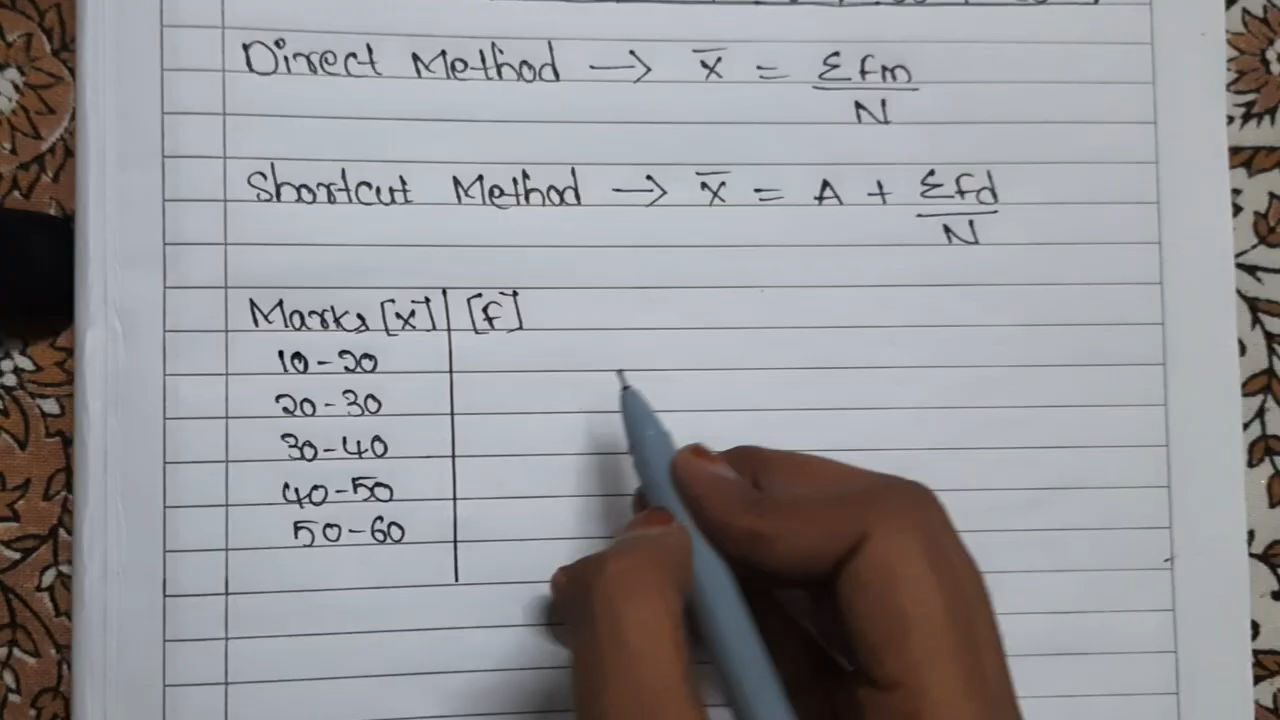 Direct Method → x̄ = Σfm / N
Shortcut Method → x̄ = A + Σfd / N
Marks [x] [f]
10-20
20-30
30-40
40-50
50-60